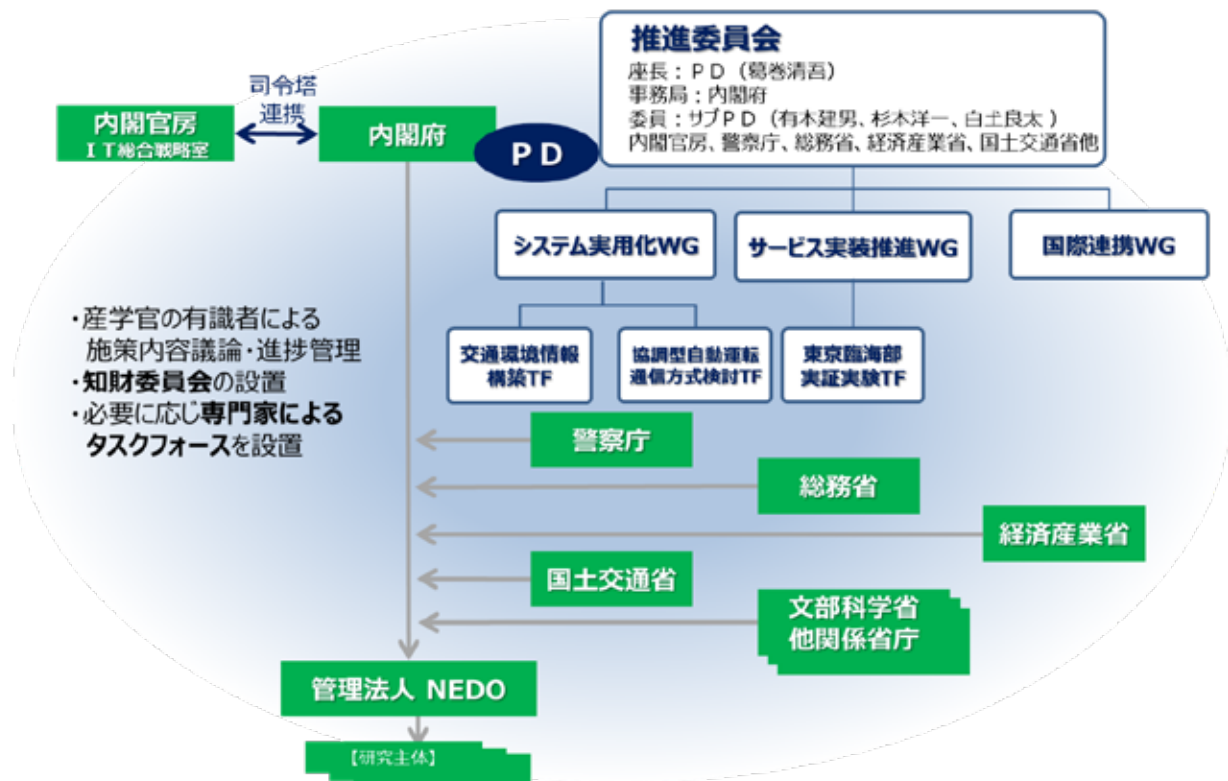 推進委員会
座長：PD（葛巻清吾）
事務局：内閣府
委員：サブPD（有本建男、杉本洋一、白土良太）
内閣官房、警察庁、総務省、経済産業省、国土交通省他
司令塔
連携
内閣官房
IT総合戦略室
内閣府
PD
システム実用化WG
サービス実装推進WG
国際連携WG
交通環境情報
構築TF
協調型自動運転
通信方式検討TF
東京臨海部
実証実験TF
・産学官の有識者による
施策内容議論・進捗管理
・知財委員会の設置
・必要に応じ専門家による
タスクフォースを設置
警察庁
総務省
経済産業省
国土交通省
文部科学省
他関係省庁
管理法人 NEDO
【研究主体】